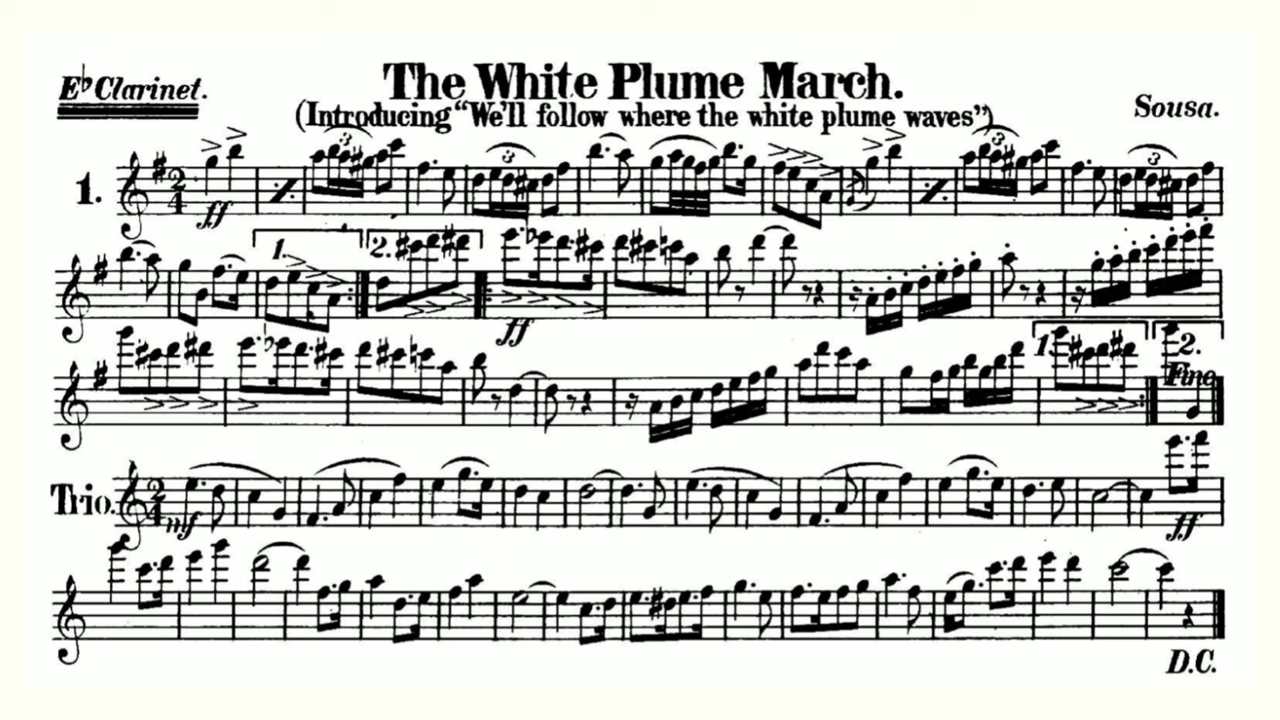 The White Plume March.
E♭ Clarinet.
(Introducing "We'll follow where the white plume waves")
Sousa.
1.
ff
1.
2.
ff
1.
2.
Fine
Trio.
mf
ff
D.C.